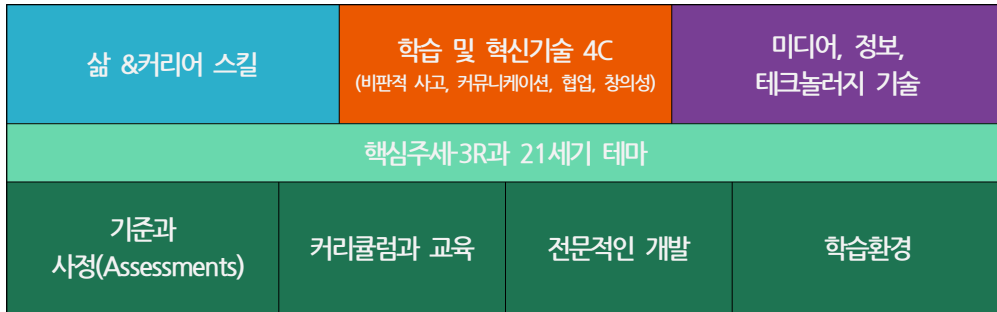 삶 &커리어 스킬
학습 및 혁신기술 4C
(비판적 사고, 커뮤니케이션, 협업, 창의성)
미디어, 정보,
테크놀러지 기술
핵심주세-3R과 21세기 테마
기준과
사정(Assessments)
커리큘럼과 교육
전문적인 개발
학습환경